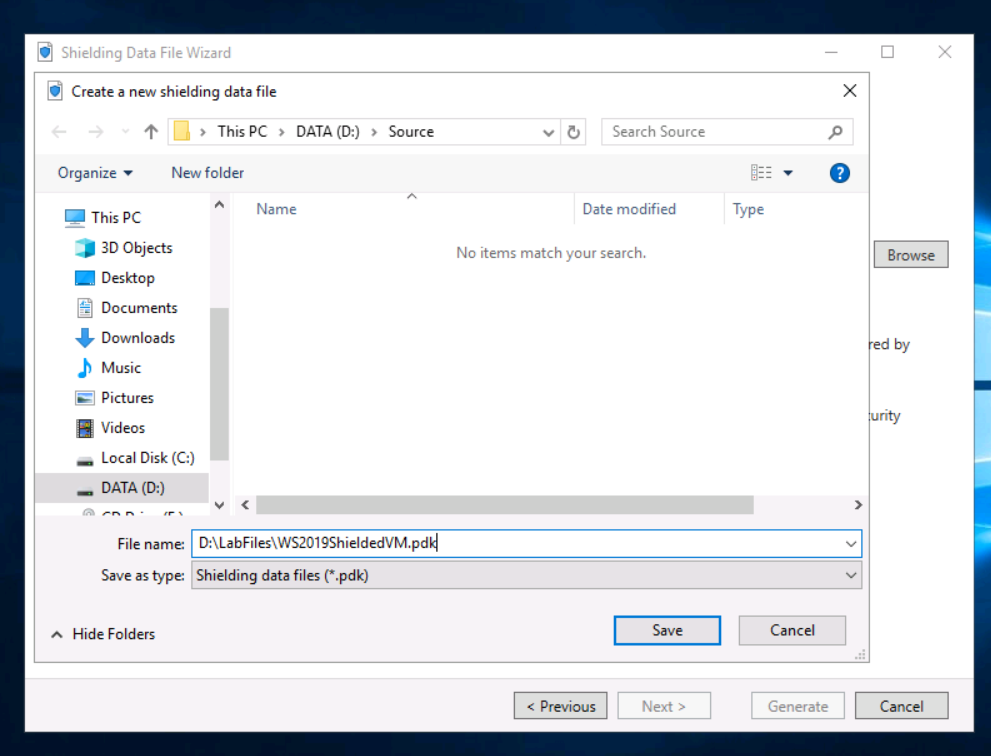 Shielding Data File Wizard
Create a new shielding data file
This PC > DATA (D:) > Source
Search Source
Organize
New folder
Name
Date modified
Type
No items match your search.
This PC
3D Objects
Desktop
Documents
Downloads
Music
Pictures
Videos
Local Disk (C:)
DATA (D:)
Browse
red by
urity
File name: D:\LabFiles\WS2019ShieldedVM.pdk
Save as type: Shielding data files (*.pdk)
Hide Folders
Save
Cancel
< Previous
Next >
Generate
Cancel